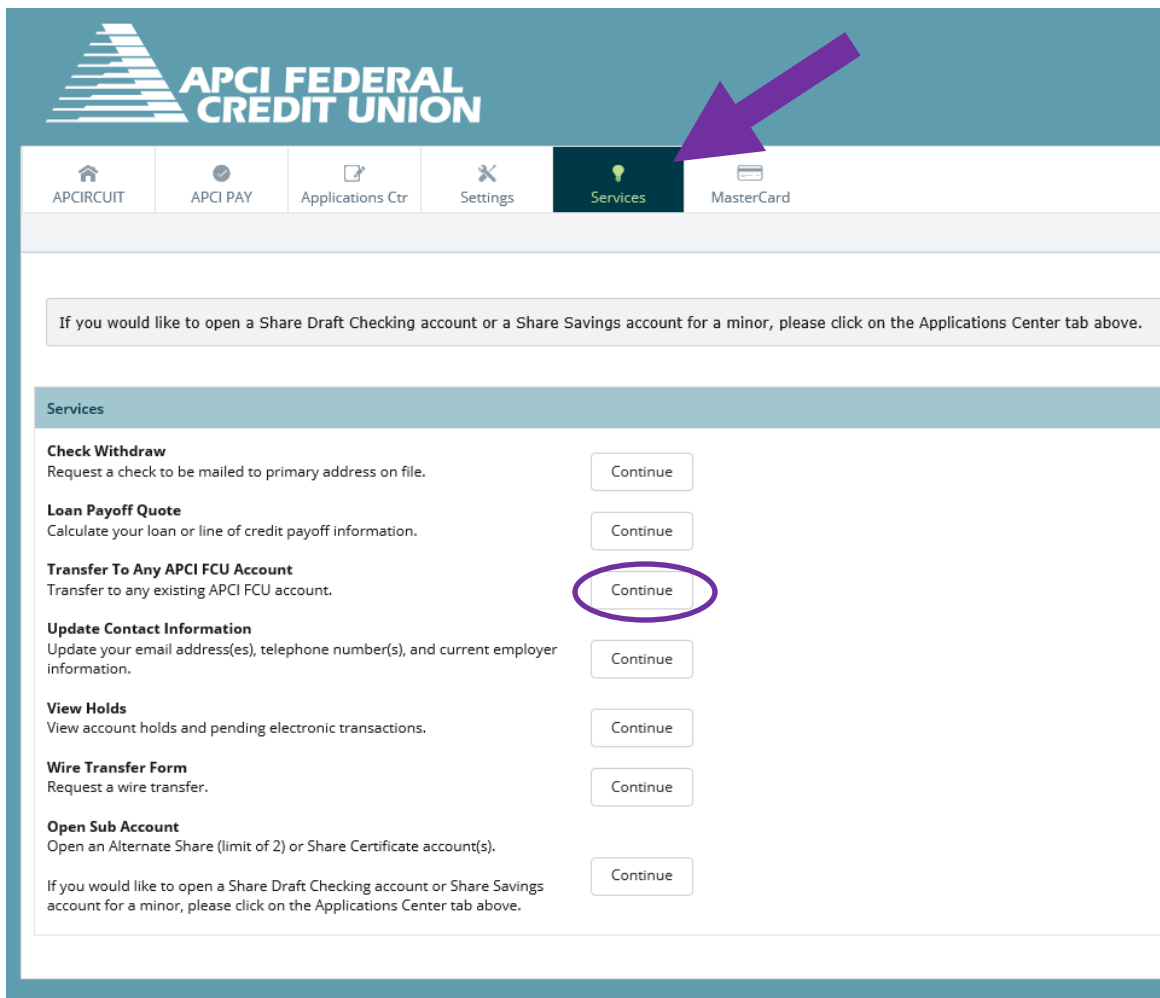 APCI FEDERAL
CREDIT UNION
APCIRCUIT
APCI PAY
Applications Ctr
Settings
Services
MasterCard
If you would like to open a Share Draft Checking account or a Share Savings account for a minor, please click on the Applications Center tab above.
Services
Check Withdraw
Request a check to be mailed to primary address on file.
Continue
Loan Payoff Quote
Calculate your loan or line of credit payoff information.
Continue
Transfer To Any APCI FCU Account
Transfer to any existing APCI FCU account.
Continue
Update Contact Information
Update your email address(es), telephone number(s), and current employer
information.
Continue
View Holds
View account holds and pending electronic transactions.
Continue
Wire Transfer Form
Request a wire transfer.
Continue
Open Sub Account
Open an Alternate Share (limit of 2) or Share Certificate account(s).
If you would like to open a Share Draft Checking account or Share Savings
account for a minor, please click on the Applications Center tab above.
Continue